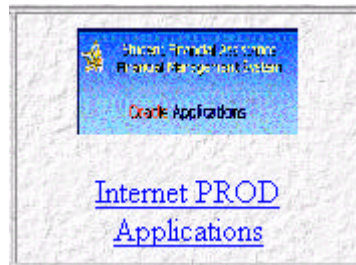 Student Financial Assistance
Financial Management System
Oracle Applications
Internet PROD
Applications